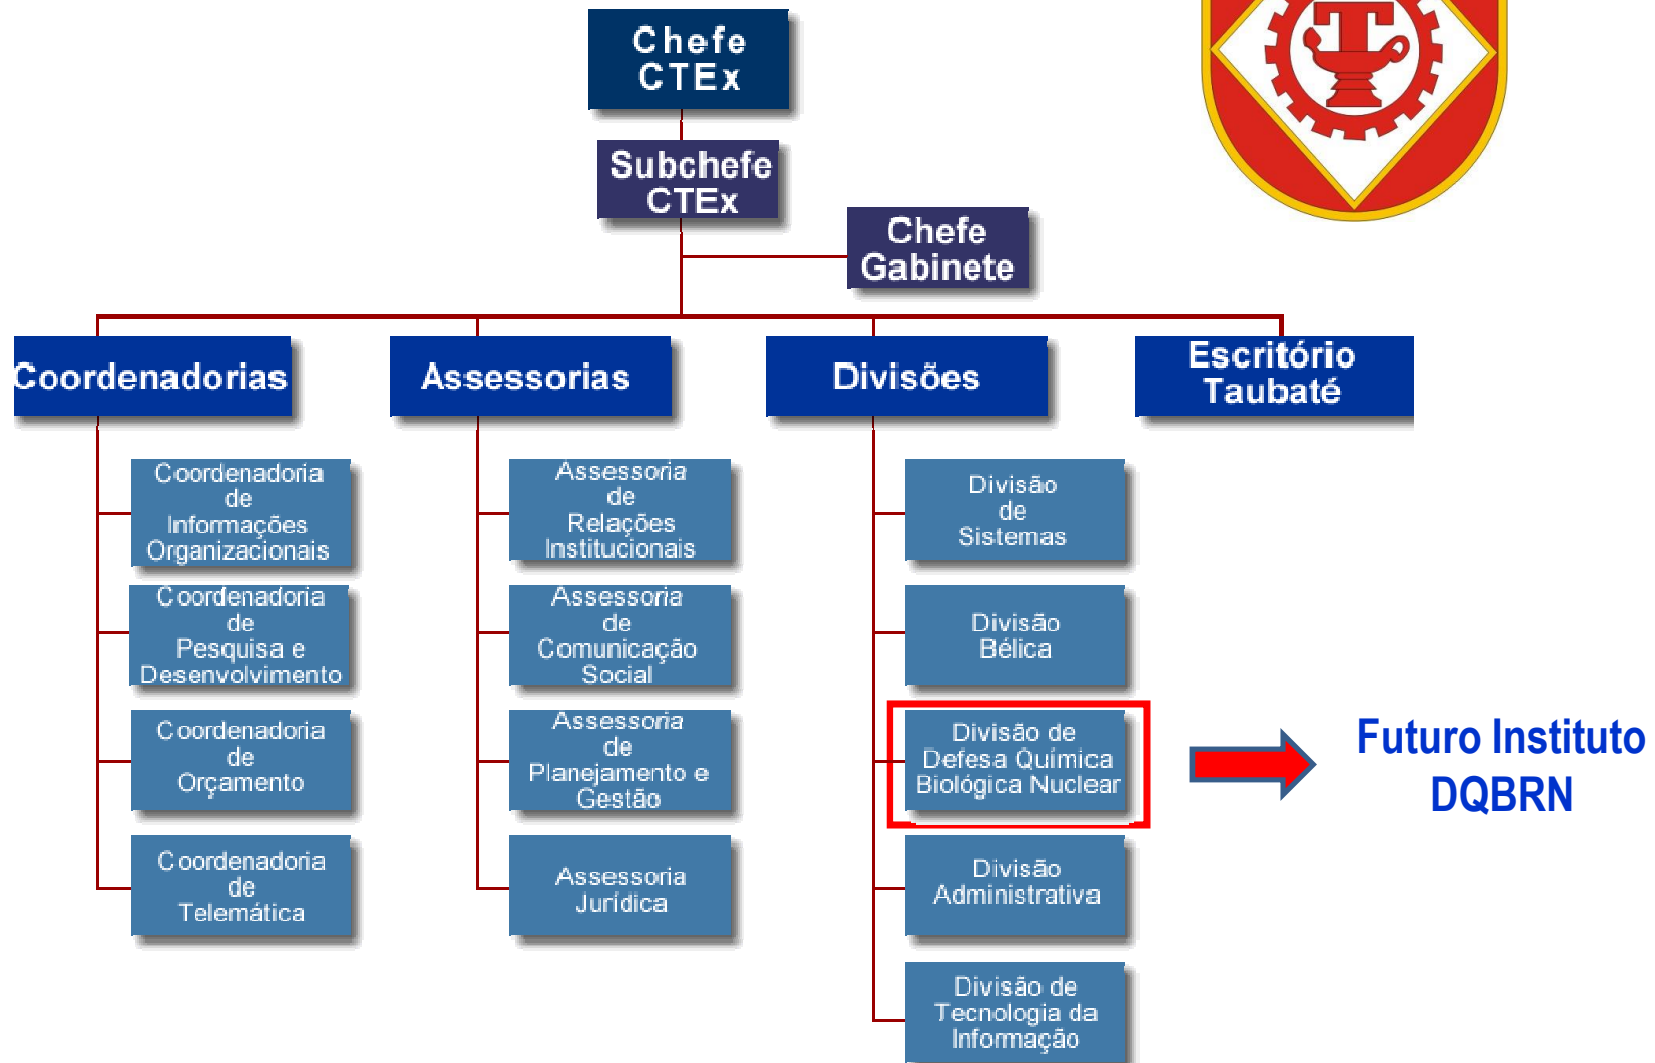 Chefe
CTEx
Subchefe
CTEx
Chefe
Gabinete
Coordenadorias
Assessorias
Divisões
Escritório
Taubaté
Coordenadoria
de
Informações
Organizacionais
Coordenadoria
de
Pesquisa e
Desenvolvimento
Coordenadoria
de
Orçamento
Coordenadoria
de
Telemática
Assessoria
de
Relações
Institucionais
Assessoria
de
Comunicação
Social
Assessoria
de
Planejamento e
Gestão
Assessoria
Jurídica
Divisão
de
Sistemas
Divisão
Bélica
Divisão de
Defesa Química
Biológica Nuclear
Divisão
Administrativa
Divisão de
Tecnologia da
Informação
Futuro Instituto
DQBRN